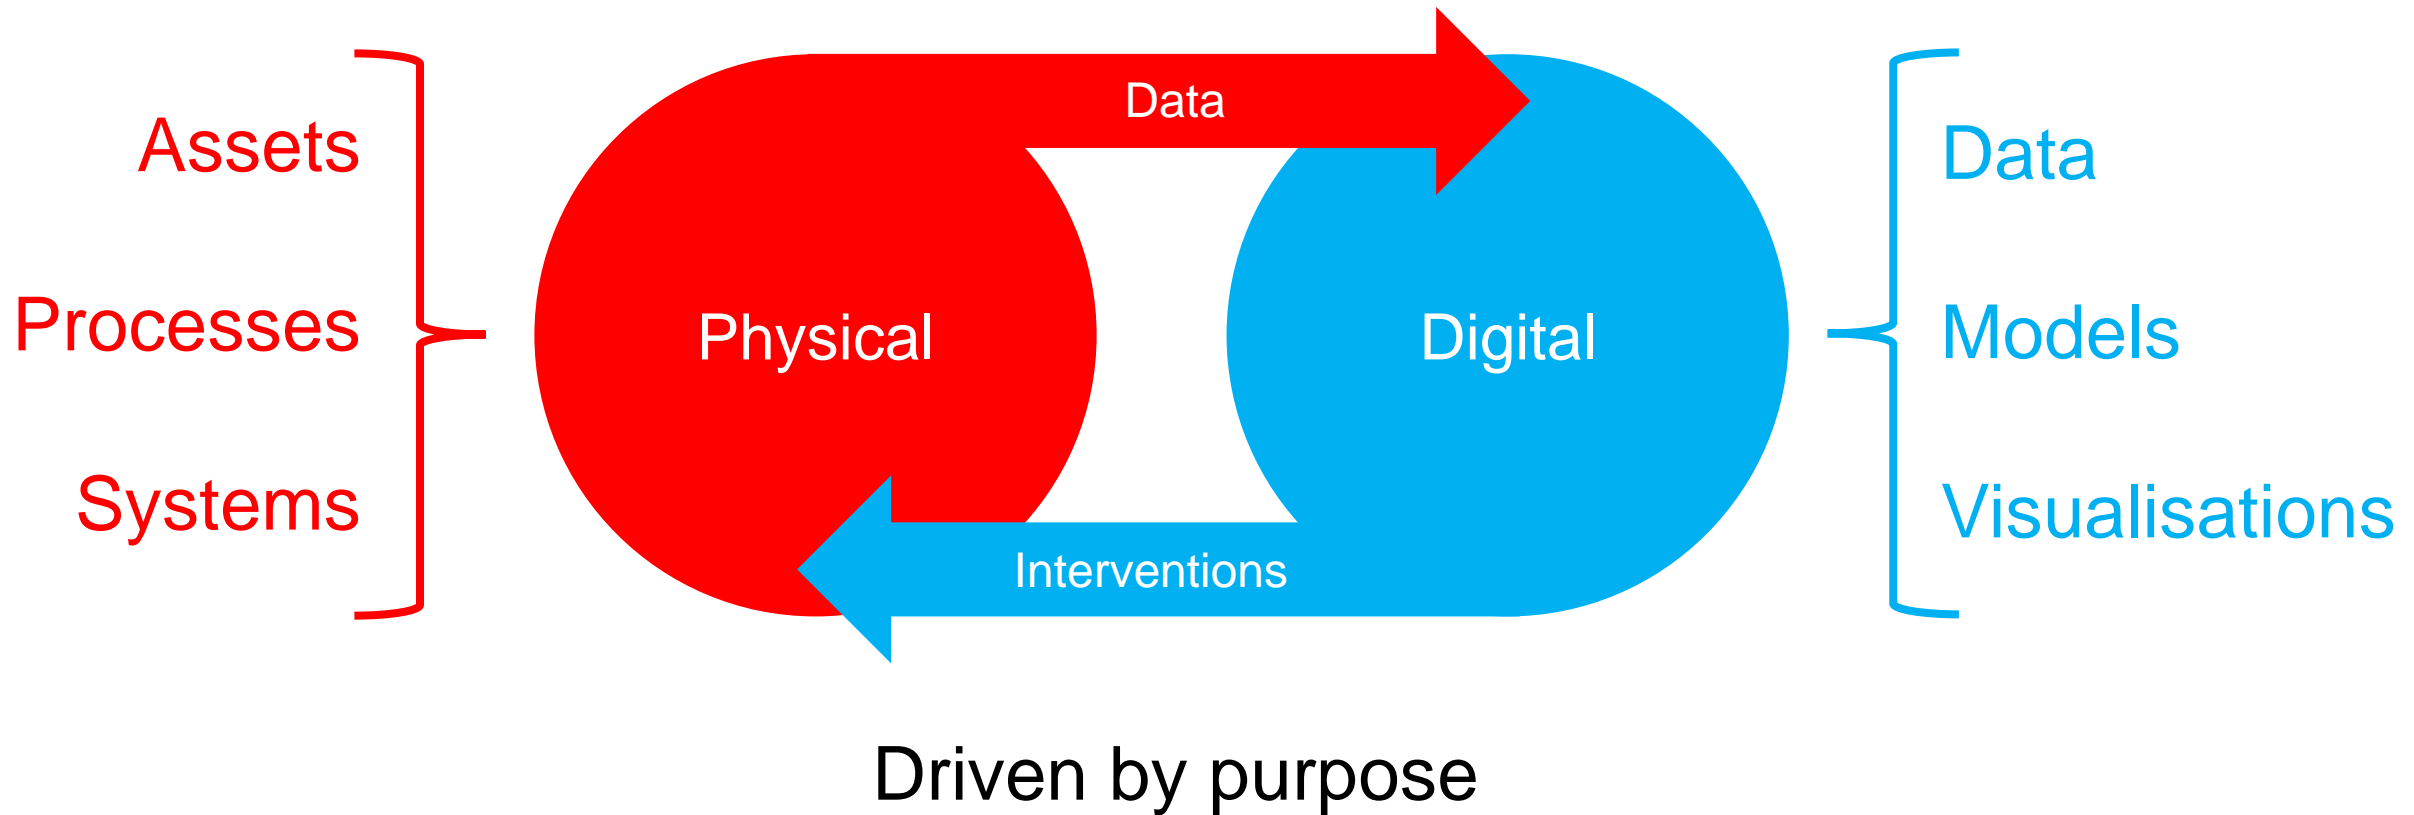 Assets
Processes
Systems
Data
Physical
Digital
Interventions
Data
Models
Visualisations
Driven by purpose